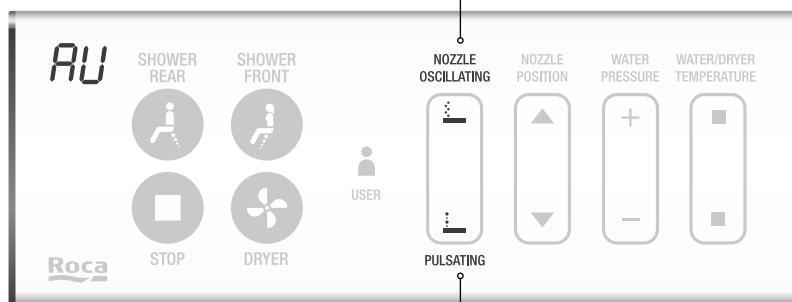 AU
SHOWER
REAR
SHOWER
FRONT
NOZZLE
OSCILLATING
NOZZLE
POSITION
WATER
PRESSURE
WATER/DRYER
TEMPERATURE
USER
STOP
DRYER
PULSATING
Roca